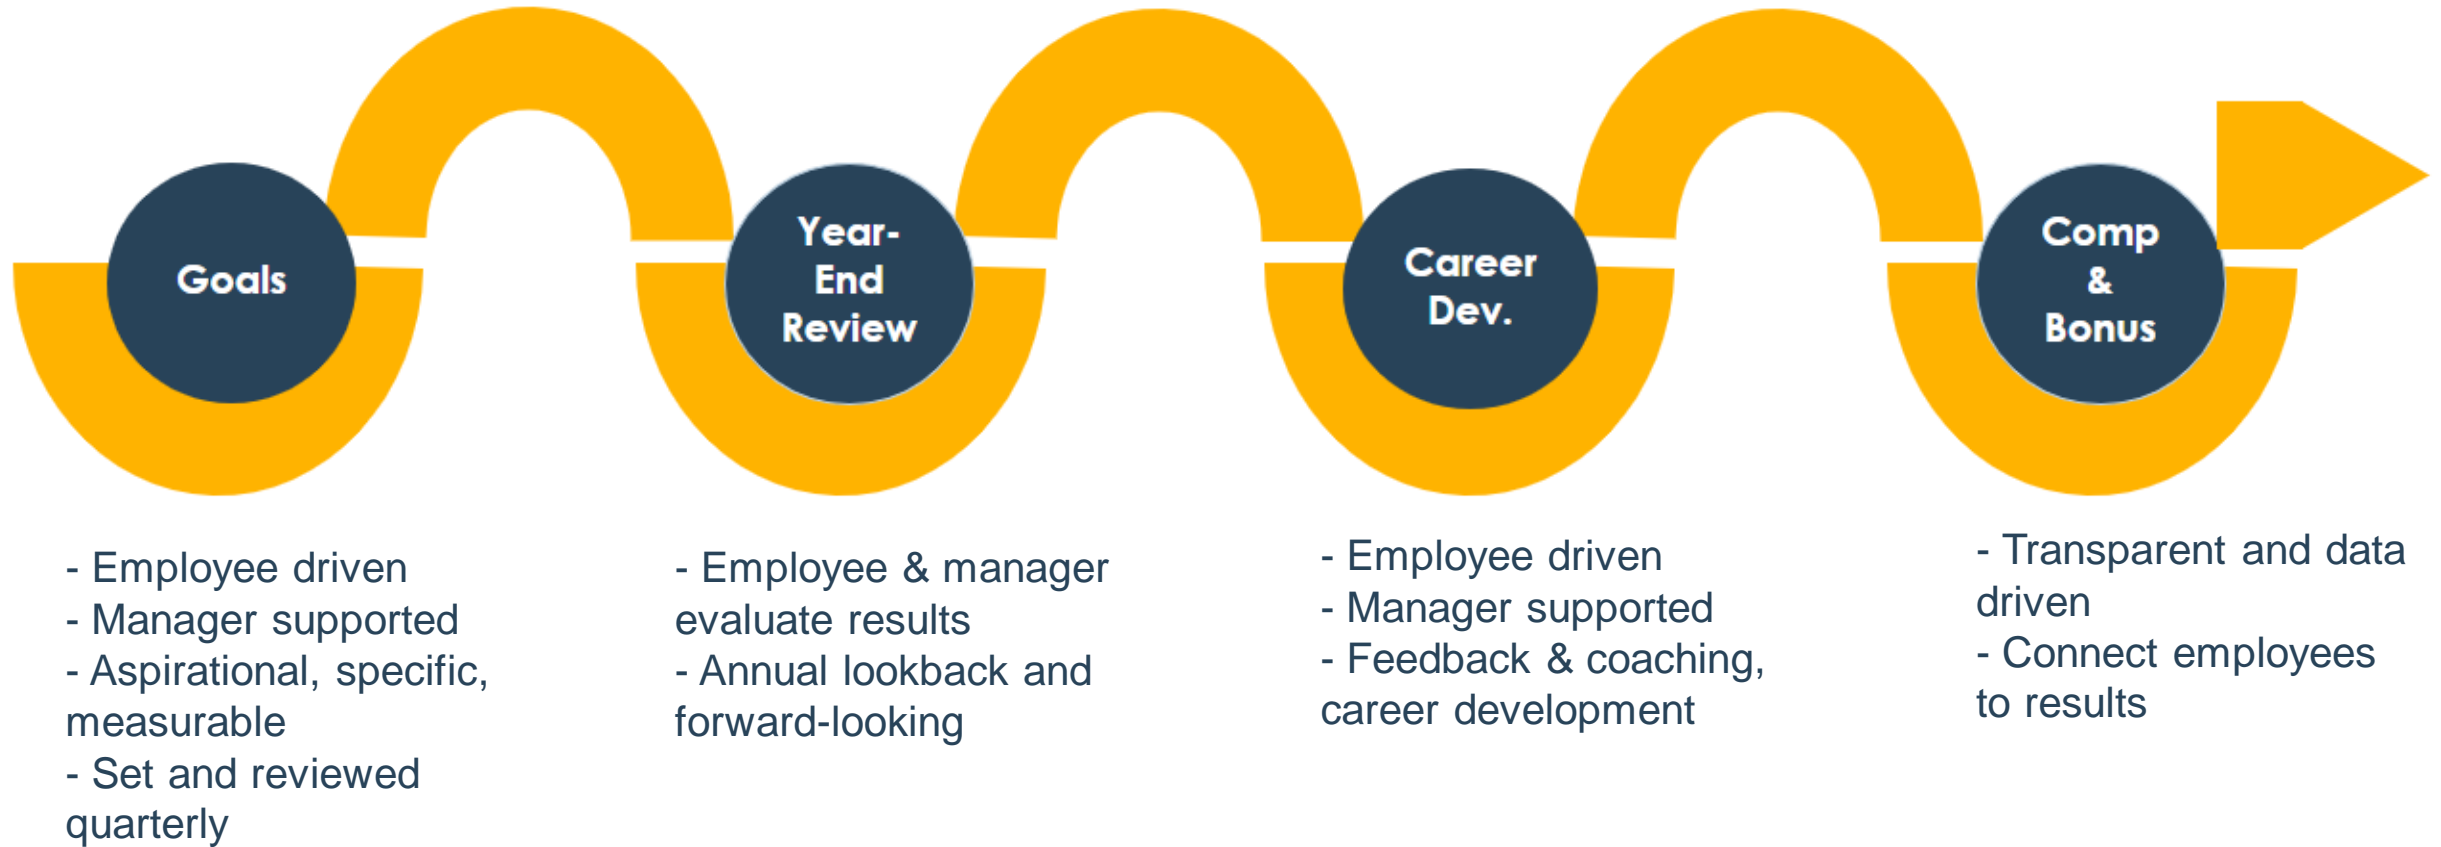 Goals
Year-
End
Review
Career
Dev.
Comp
&
Bonus
- Employee driven
- Manager supported
- Aspirational, specific,
measurable
- Set and reviewed
quarterly
- Employee & manager
evaluate results
- Annual lookback and
forward-looking
- Employee driven
- Manager supported
- Feedback & coaching,
career development
- Transparent and data
driven
- Connect employees
to results